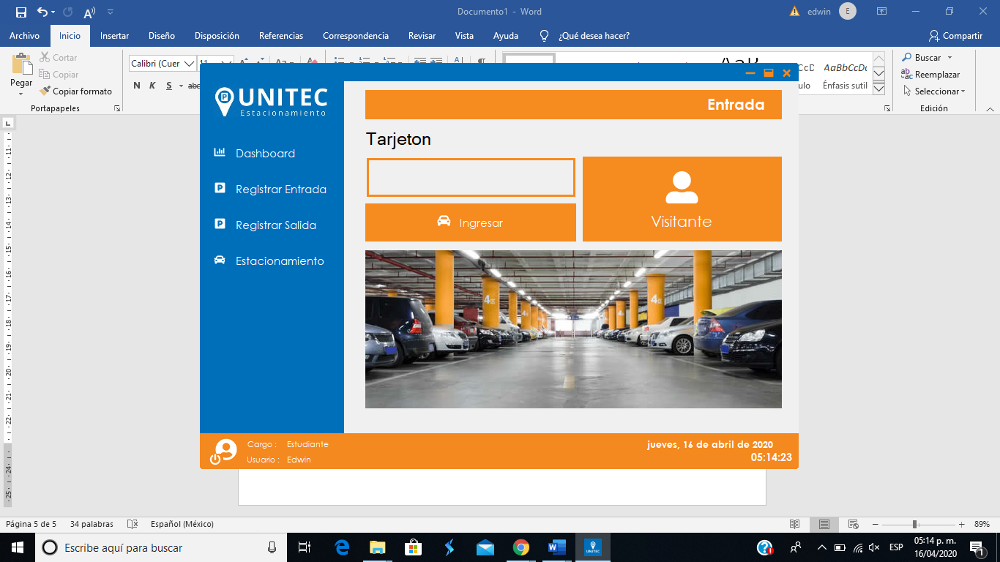 Documento1 - Word
edwin
E
Archivo
Inicio
Insertar
Diseño
Disposición
Referencias
Correspondencia
Revisar
Vista
Ayuda
¿Qué desea hacer?
Compartir
Pegar
Cortar
Copiar
Copiar formato
Portapapeles
Calibri (Cuer
11
N K S abc
AaBbCcDc
Énfasis sutil
Buscar
Reemplazar
Seleccionar
Edición
UNITEC
Estacionamiento
Dashboard
Registrar Entrada
Registrar Salida
Estacionamiento
Entrada
Tarjeton
Ingresar
Visitante
Cargo : Estudiante
Usuario : Edwin
jueves, 16 de abril de 2020
05:14:23
Página 5 de 5
34 palabras
Español (México)
89%
Escribe aquí para buscar
UNITEC
ESP
05:14 p. m.
16/04/2020
1